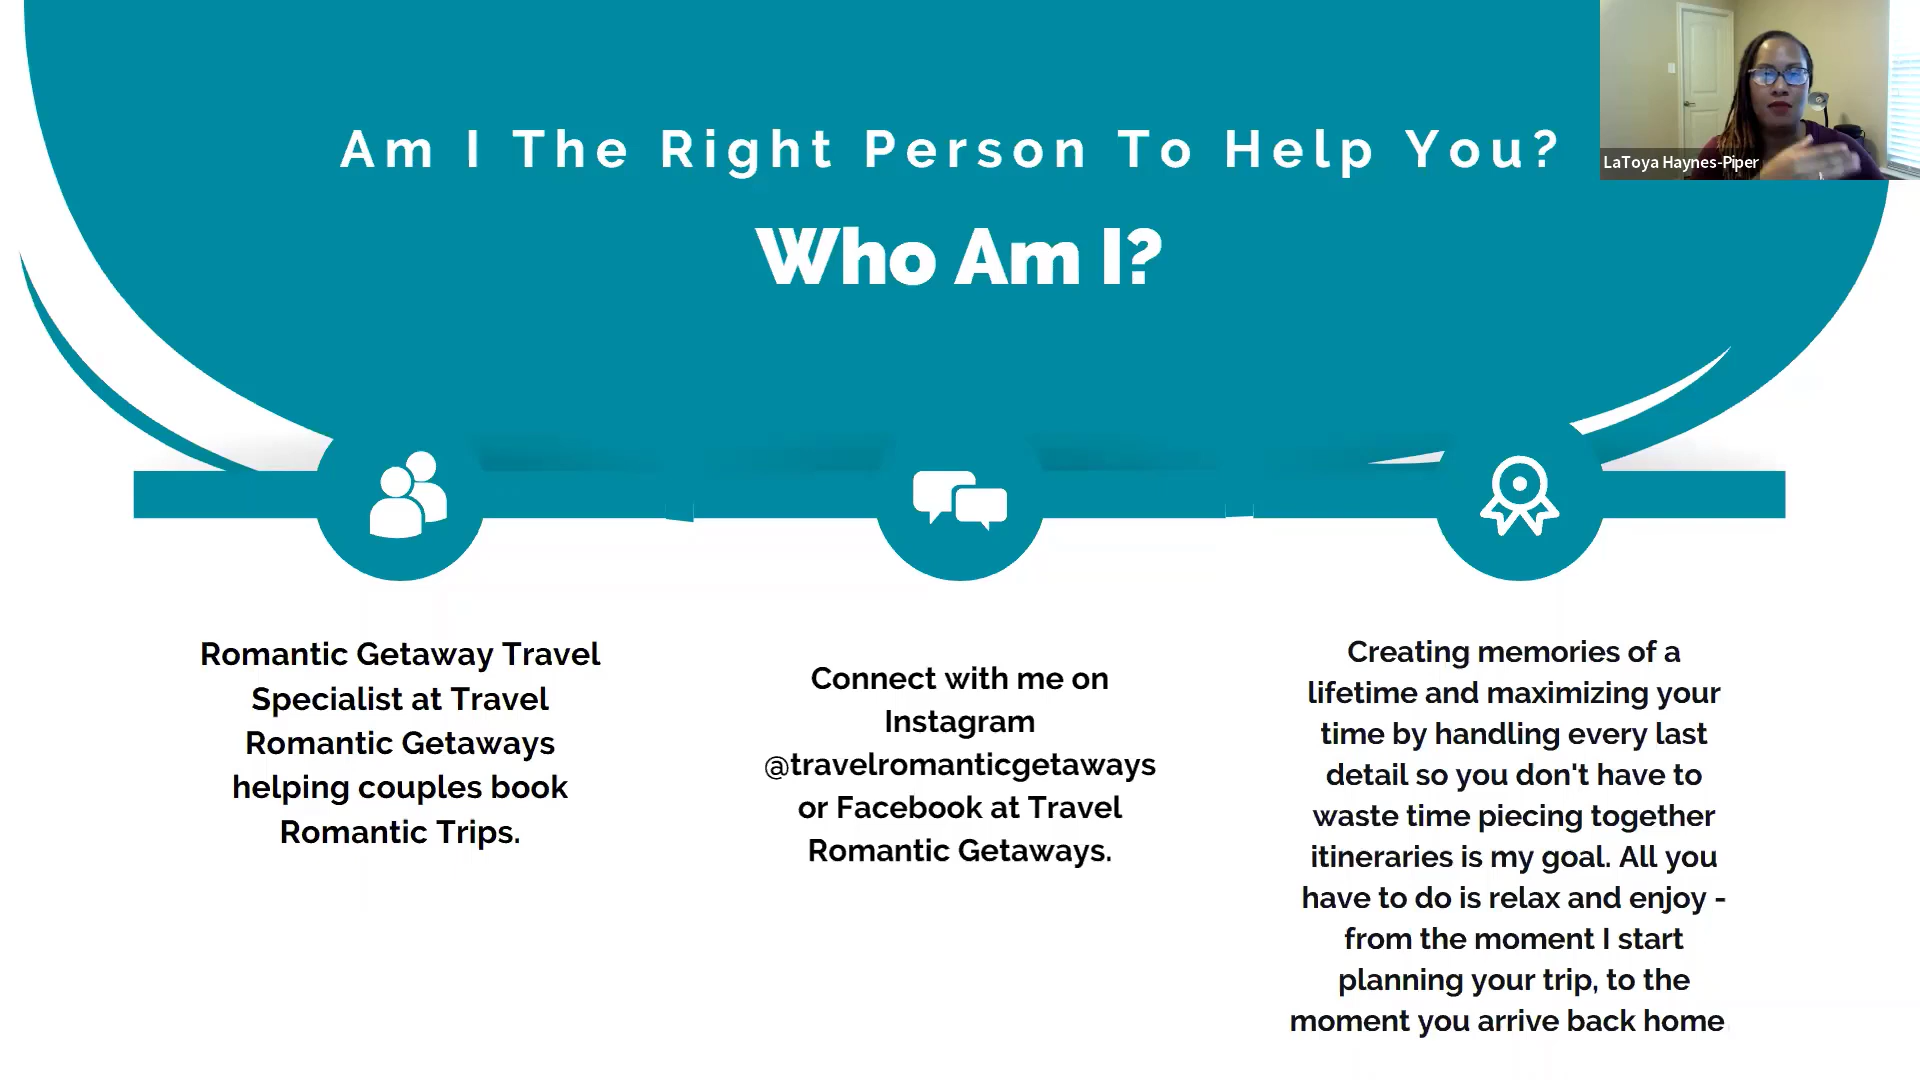 Am I The Right Person To Help You?
Who Am I?
LaToya Haynes-Piper
Romantic Getaway Travel
Specialist at Travel
Romantic Getaways
helping couples book
Romantic Trips.
Connect with me on
Instagram
@travelromanticgetaways
or Facebook at Travel
Romantic Getaways.
Creating memories of a
lifetime and maximizing your
time by handling every last
detail so you don't have to
waste time piecing together
itineraries is my goal. All you
have to do is relax and enjoy -
from the moment I start
planning your trip, to the
moment you arrive back home